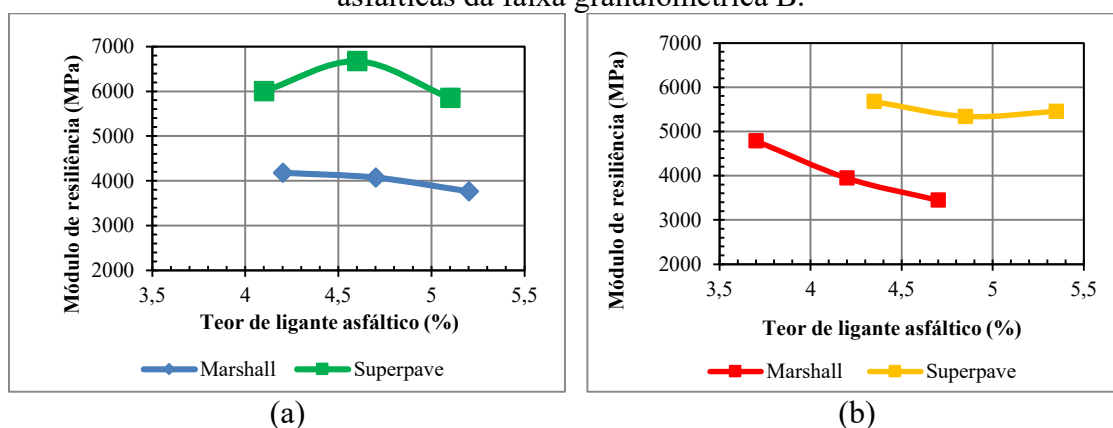 asfálticas da faixa granulométrica B.
Módulo de resiliência (MPa)
7000
6000
5000
4000
3000
2000
3,5 4 4,5 5 5,5
Teor de ligante asfáltico (%)
Marshall Superpave
(a)
Módulo de resiliência (MPa)
7000
6000
5000
4000
3000
2000
3,5 4 4,5 5 5,5
Teor de ligante asfáltico (%)
Marshall Superpave
(b)